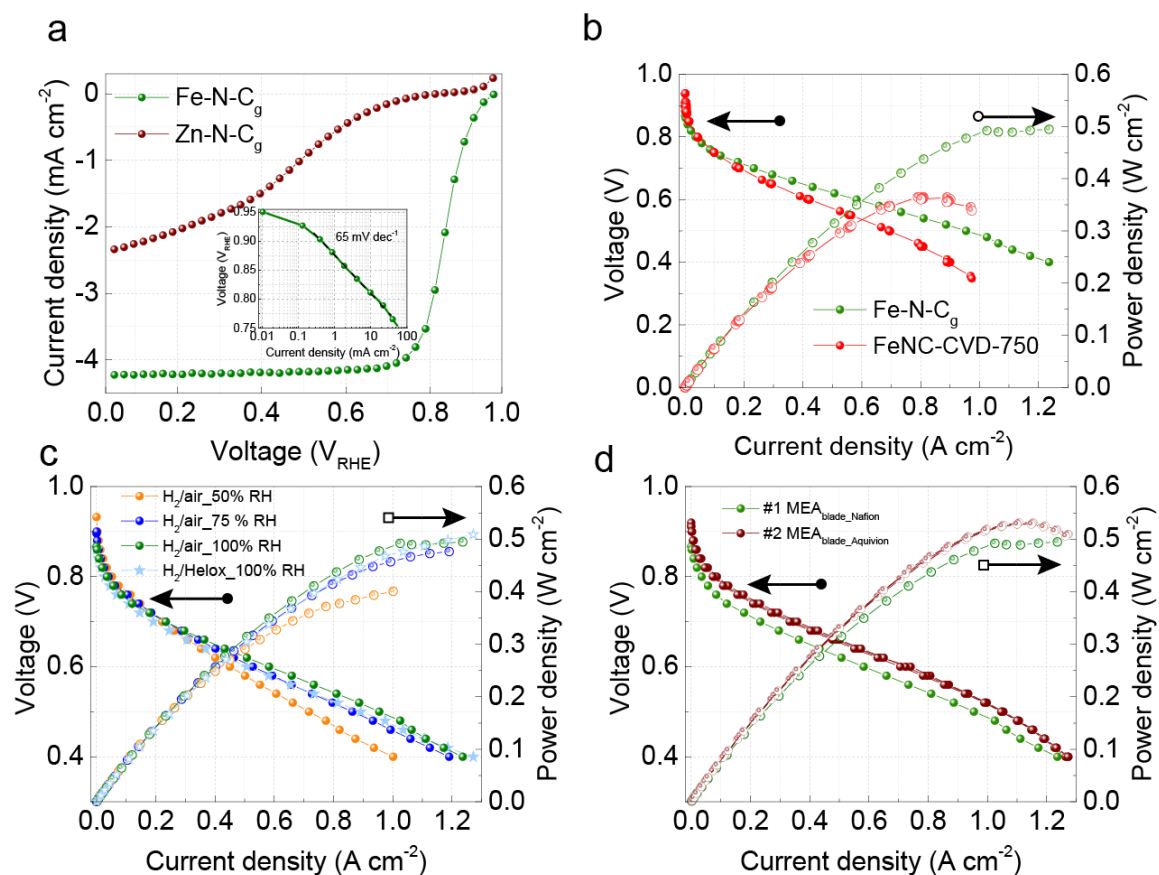 a
Current density (mA cm-2)
0
-1
-2
-3
-4
Fe-N-Cg
Zn-N-Cg
Voltage (VRHE)
0.95
0.90
0.85
0.80
0.75
65 mV dec-1
0.01
0.1
1
10
100
Current density (mA cm-2)
0.0
0.2
0.4
0.6
0.8
1.0
Voltage (VRHE)
b
Voltage (V)
1.0
0.8
0.6
0.4
0.2
0.0
Fe-N-Cg
FeNC-CVD-750
0.6
0.5
0.4
0.3
0.2
0.1
0.0
Power density (W cm-2)
0.0
0.2
0.4
0.6
0.8
1.0
1.2
Current density (A cm-2)
c
Voltage (V)
1.0
0.8
0.6
0.4
H2/air_50% RH
H2/air_75 % RH
H2/air_100% RH
H2/Helox_100% RH
0.6
0.5
0.4
0.3
0.2
0.1
0.0
Power density (W cm-2)
0.0
0.2
0.4
0.6
0.8
1.0
1.2
Current density (A cm-2)
d
Voltage (V)
1.0
0.8
0.6
0.4
#1 MEAblade_Nafion
#2 MEAblade_Aquivion
0.6
0.5
0.4
0.3
0.2
0.1
0.0
Power density (W cm-2)
0.0
0.2
0.4
0.6
0.8
1.0
1.2
Current density (A cm-2)